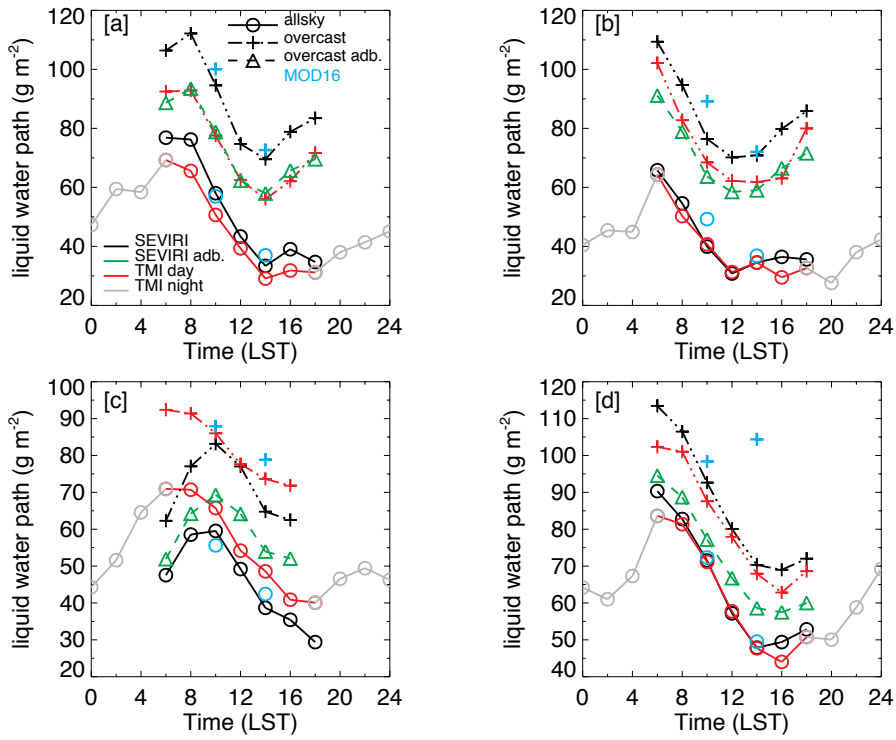 [a]
allsky
overcast
overcast adb.
MOD16
SEVIRI
SEVIRI adb.
TMI day
TMI night
liquid water path (g m-2)
120
100
80
60
40
20
0 4 8 12 16 20 24
Time (LST)
[b]
liquid water path (g m-2)
120
100
80
60
40
20
0 4 8 12 16 20 24
Time (LST)
[c]
liquid water path (g m-2)
100
90
80
70
60
50
40
30
20
0 4 8 12 16 20 24
Time (LST)
[d]
liquid water path (g m-2)
120
110
100
90
80
70
60
50
40
0 4 8 12 16 20 24
Time (LST)